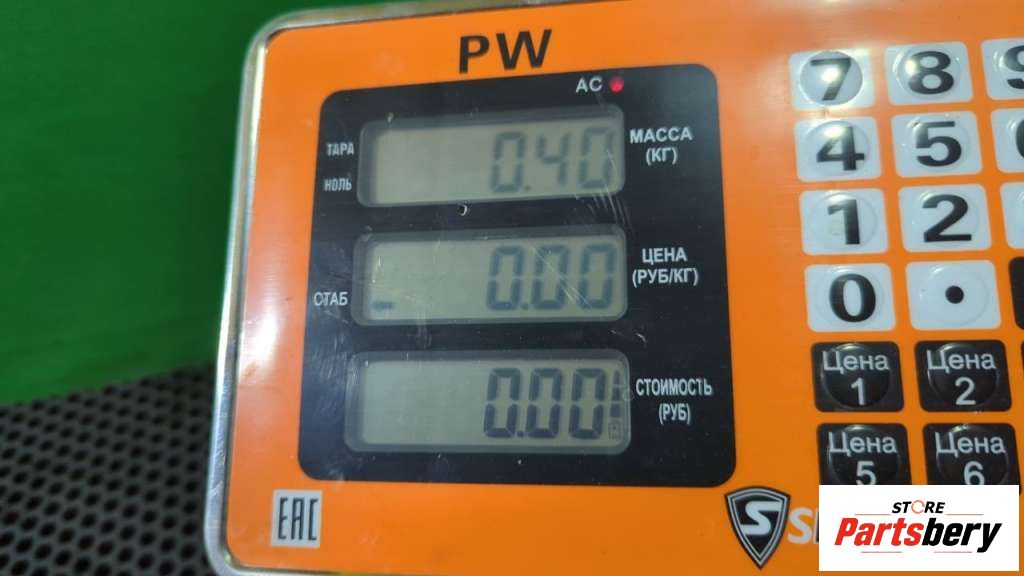 PW
AC
ТАРА
НОЛЬ
0.40
МАССА
(КГ)
СТАБ
0.00
ЦЕНА
(РУБ/КГ)
0.00
СТОИМОСТЬ
(РУБ)
7 8 9
4 5
1 2
0 •
Цена
1
Цена
2
Цена
5
Цена
6
EAC
S
STORE
Partsbery